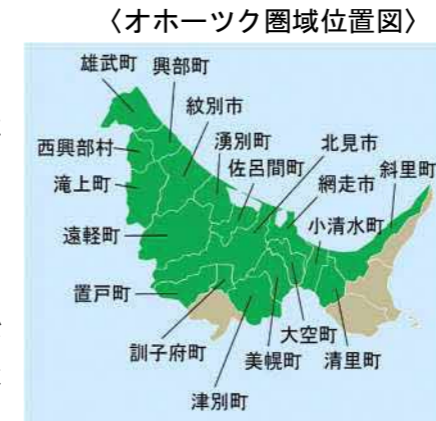 〈オホーツク圏域位置図〉
雄武町
興部町
紋別市
湧別町
北見市
西興部村
佐呂間町
網走市
斜里町
滝上町
小清水町
遠軽町
置戸町
大空町
訓子府町
美幌町
清里町
津別町